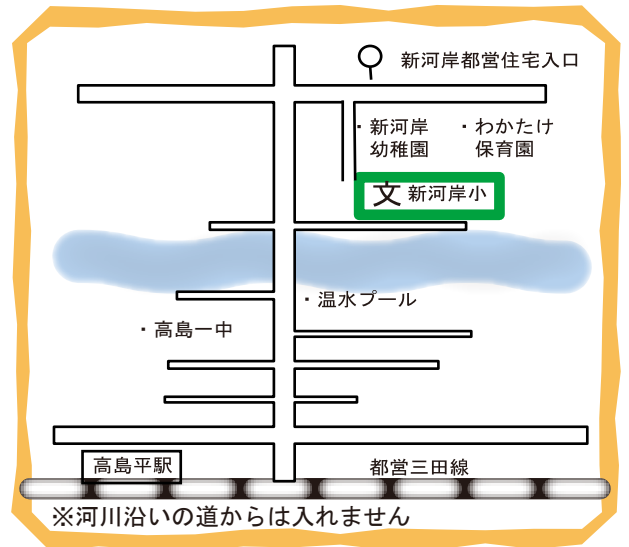 新河岸都営住宅入口
・新河岸
幼稚園
・わかたけ
保育園
文 新河岸小
・温水プール
・高島一中
高島平駅
都営三田線
※河川沿いの道からは入れません